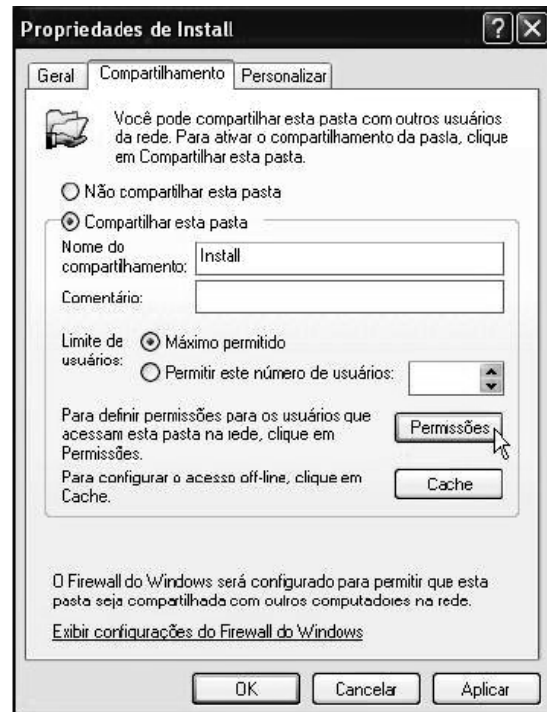 Propriedades de Install
Geral Compartilhamento Personalizar
Você pode compartilhar esta pasta com outros usuários
da rede. Para ativar o compartilhamento da pasta, clique
em Compartilhar esta pasta.
Não compartilhar esta pasta
Compartilhar esta pasta
Nome do
compartilhamento: Install
Comentário:
Limite de
usuários: Máximo permitido
Permitir este número de usuários:
Para definir permissões para os usuários que
acessam esta pasta na rede, clique em
Permissões. Permissões
Para configurar o acesso off-line, clique em
Cache. Cache
O Firewall do Windows será configurado para permitir que esta
pasta seja compartilhada com outros computadores na rede.
Exibir configurações do Firewall do Windows
OK Cancelar Aplicar